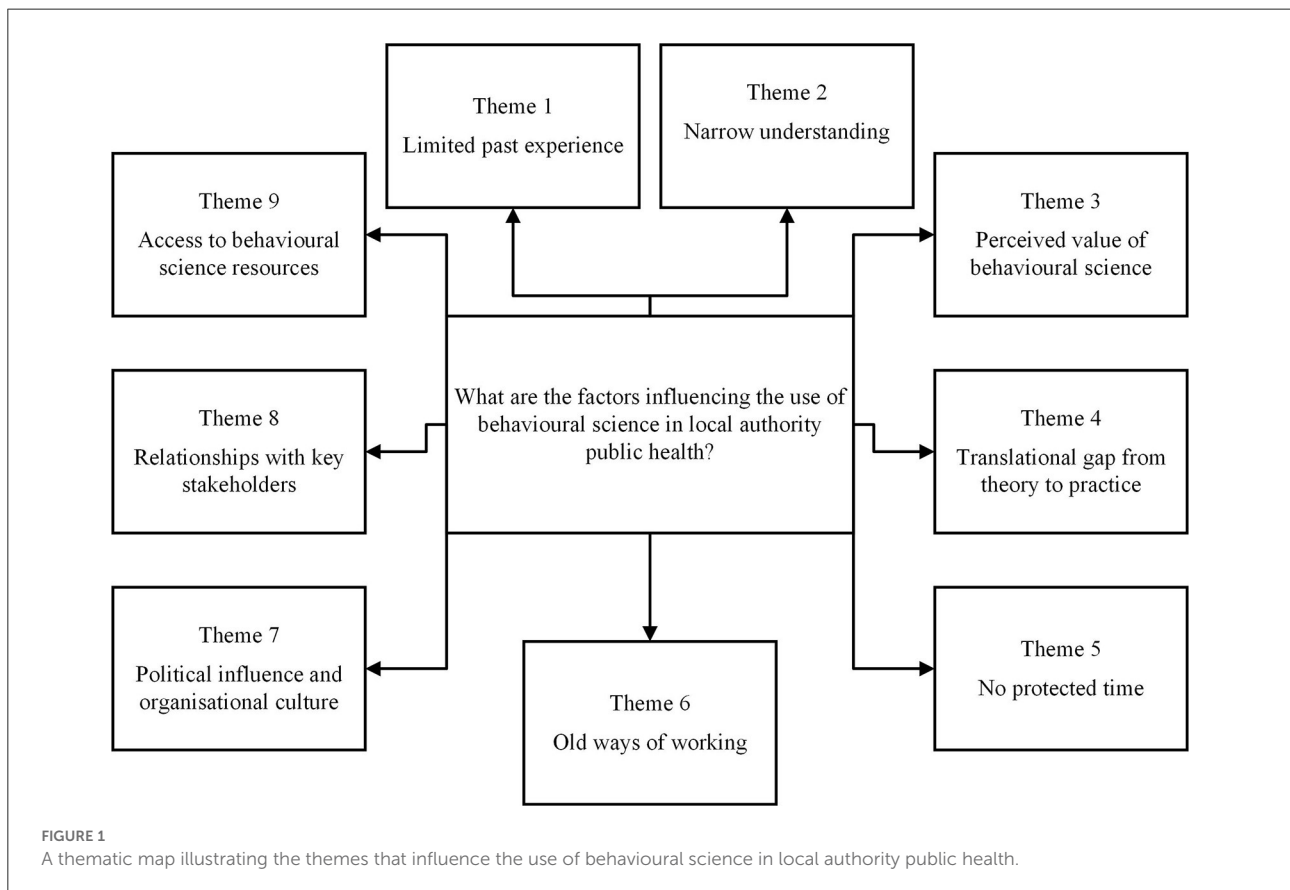 Theme 1
Limited past experience
Theme 2
Narrow understanding
Theme 9
Access to behavioural
science resources
Theme 3
Perceived value of
behavioural science
What are the factors influencing the use of
behavioural science in local authority
public health?
Theme 8
Relationships with key
stakeholders
Theme 4
Translational gap from
theory to practice
Theme 7
Political influence and
organisational culture
Theme 6
Old ways of working
Theme 5
No protected time
FIGURE 1
A thematic map illustrating the themes that influence the use of behavioural science in local authority public health.